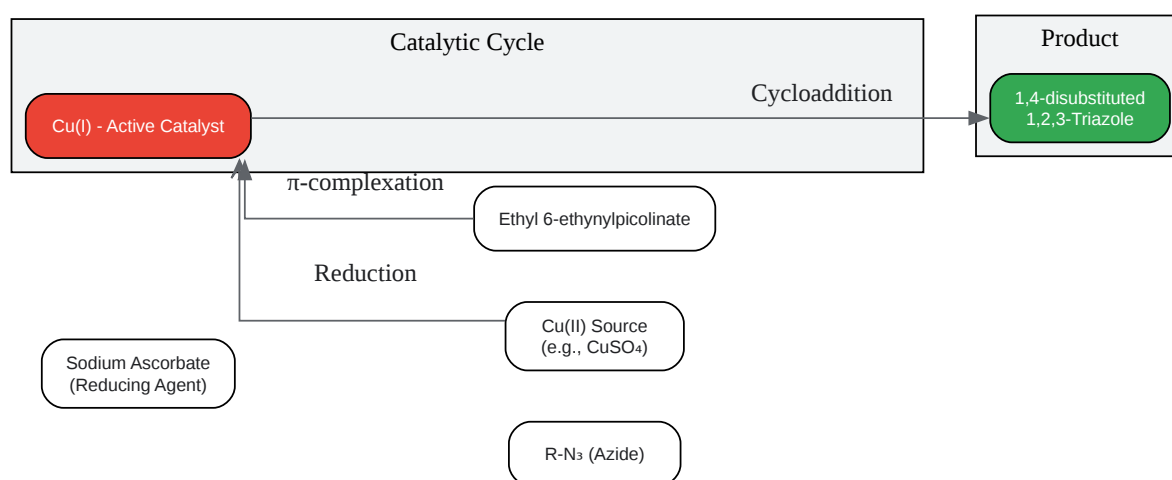 Catalytic Cycle
Product
Cu(I) - Active Catalyst
Cycloaddition
1,4-disubstituted
1,2,3-Triazole
π-complexation
Ethyl 6-ethynylpicolinate
Reduction
Cu(II) Source
(e.g., CuSO₄)
Sodium Ascorbate
(Reducing Agent)
R-N₃ (Azide)